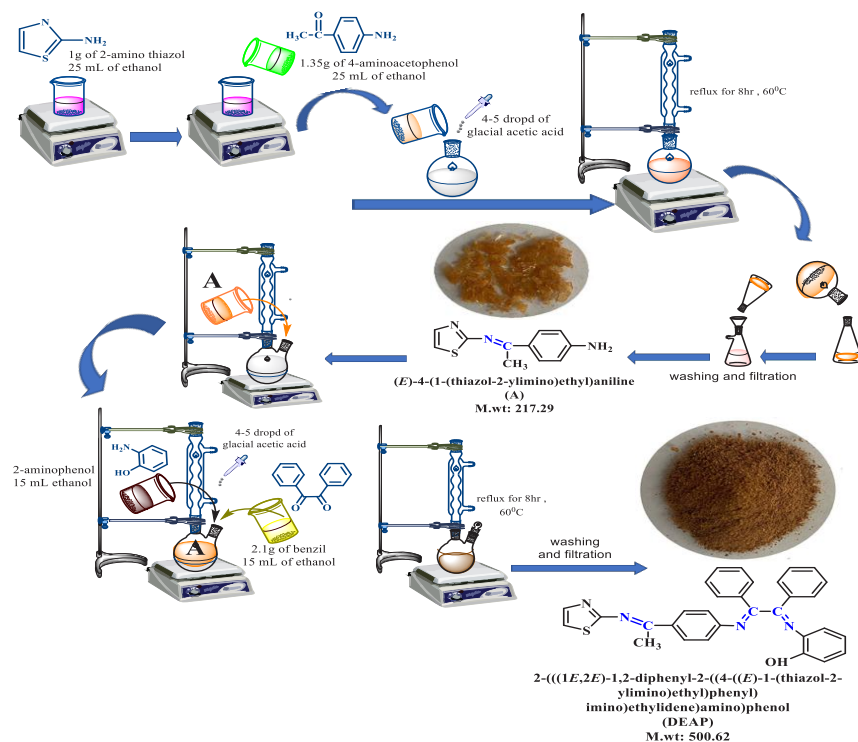 N
S
NH2
1g of 2-amino thiazol
25 mL of ethanol
O
H3C
C
NH2
1.35g of 4-aminoacetophenol
25 mL of ethanol
4-5 dropd of
glacial acetic acid
reflux for 8hr , 60⁰C
A
N
S
N
C
CH3
NH2
(E)-4-(1-(thiazol-2-ylimino)ethyl)aniline
(A)
M.wt: 217.29
washing and filtration
2-aminophenol
15 mL ethanol
H2N
HO
4-5 dropd of
glacial acetic acid
O
O
A
2.1g of benzil
15 mL of ethanol
reflux for 8hr ,
60⁰C
washing
and filtration
N
S
N
C
CH3
N
C
C
N
OH
2-(((1E,2E)-1,2-diphenyl-2-((4-((E)-1-(thiazol-2-
ylimino)ethyl)phenyl)
imino)ethylidene)amino)phenol
(DEAP)
M.wt: 500.62